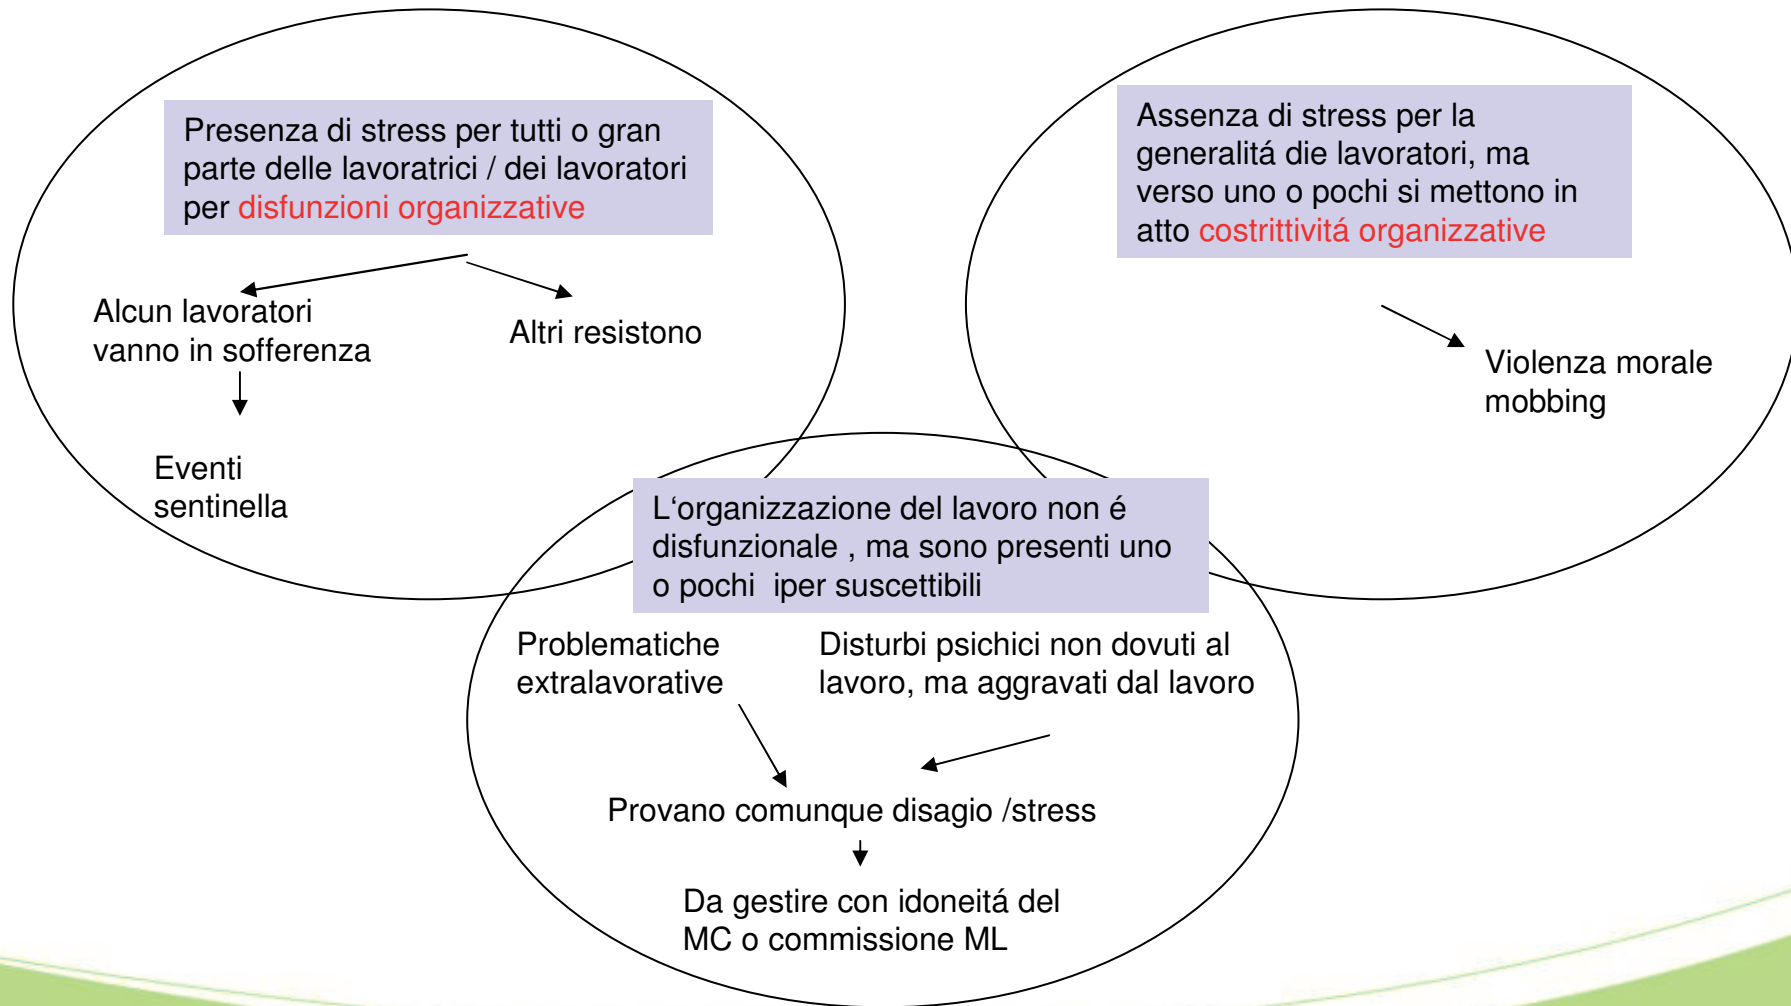 Presenza di stress per tutti o gran
parte delle lavoratrici / dei lavoratori
per disfunzioni organizzative
Alcun lavoratori
vanno in sofferenza
Altri resistono
Eventi
sentinella
Assenza di stress per la
generalitá die lavoratori, ma
verso uno o pochi si mettono in
atto costrittivitá organizzative
Violenza morale
mobbing
L‘organizzazione del lavoro non é
disfunzionale , ma sono presenti uno
o pochi  iper suscettibili
Problematiche
extralavorative
Disturbi psichici non dovuti al
lavoro, ma aggravati dal lavoro
Provano comunque disagio /stress
Da gestire con idoneitá del
MC o commissione ML